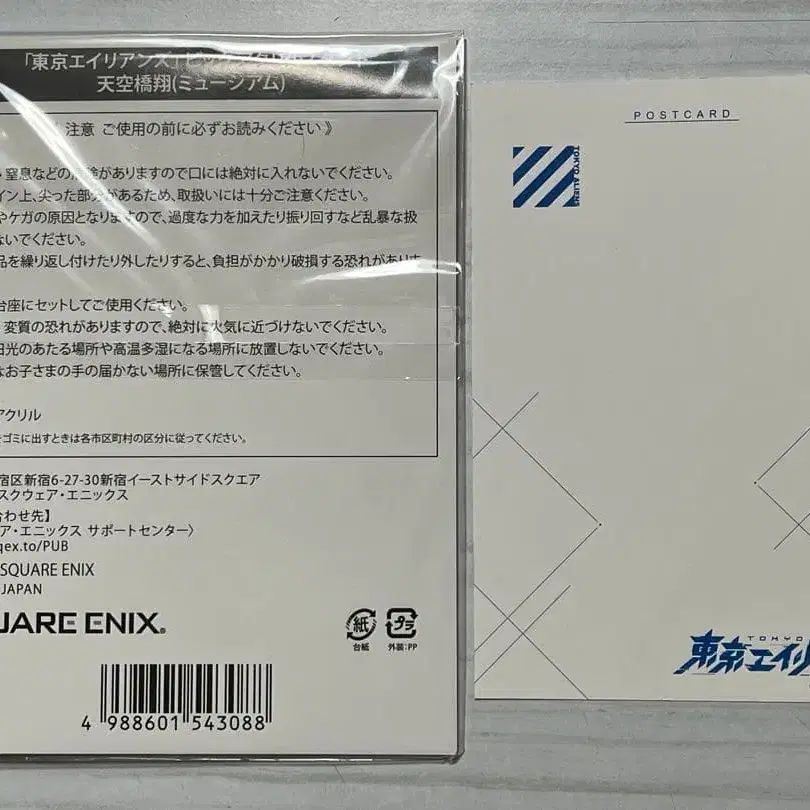 「東京エイリアンズ」ビッグアクリルスタンド
天空橋翔(ミュージアム)
注意 ご使用の前に必ずお読みください》
窒息などの危険がありますので口には絶対に入れないでください。
イン上、尖った部分があるため、取扱いには十分ご注意ください。
やケガの原因となりますので、過度な力を加えたり振り回すなど乱暴な扱
ないでください。
品を繰り返し付けたり外したりすると、負担がかかり破損する恐れがありま
台座にセットしてご使用ください。
変質の恐れがありますので、絶対に火気に近づけないでください。
日光のあたる場所や高温多湿になる場所に放置しないでください。
なお子さまの手の届かない場所に保管してください。
アクリル
ゴミに出すときは各市区町村の区分に従ってください。
宿区新宿6-27-30新宿イーストサイドスクエア
スクウェア・エニックス
合わせ先】
ア・エニックス サポートセンター〉
qex.to/PUB
SQUARE ENIX
JAPAN
UARE ENIX.
紙
台紙
プラ
外装:PP
4 988601 543088
POSTCARD
TOKYO ALIENS
TOKYO
東京エイリ